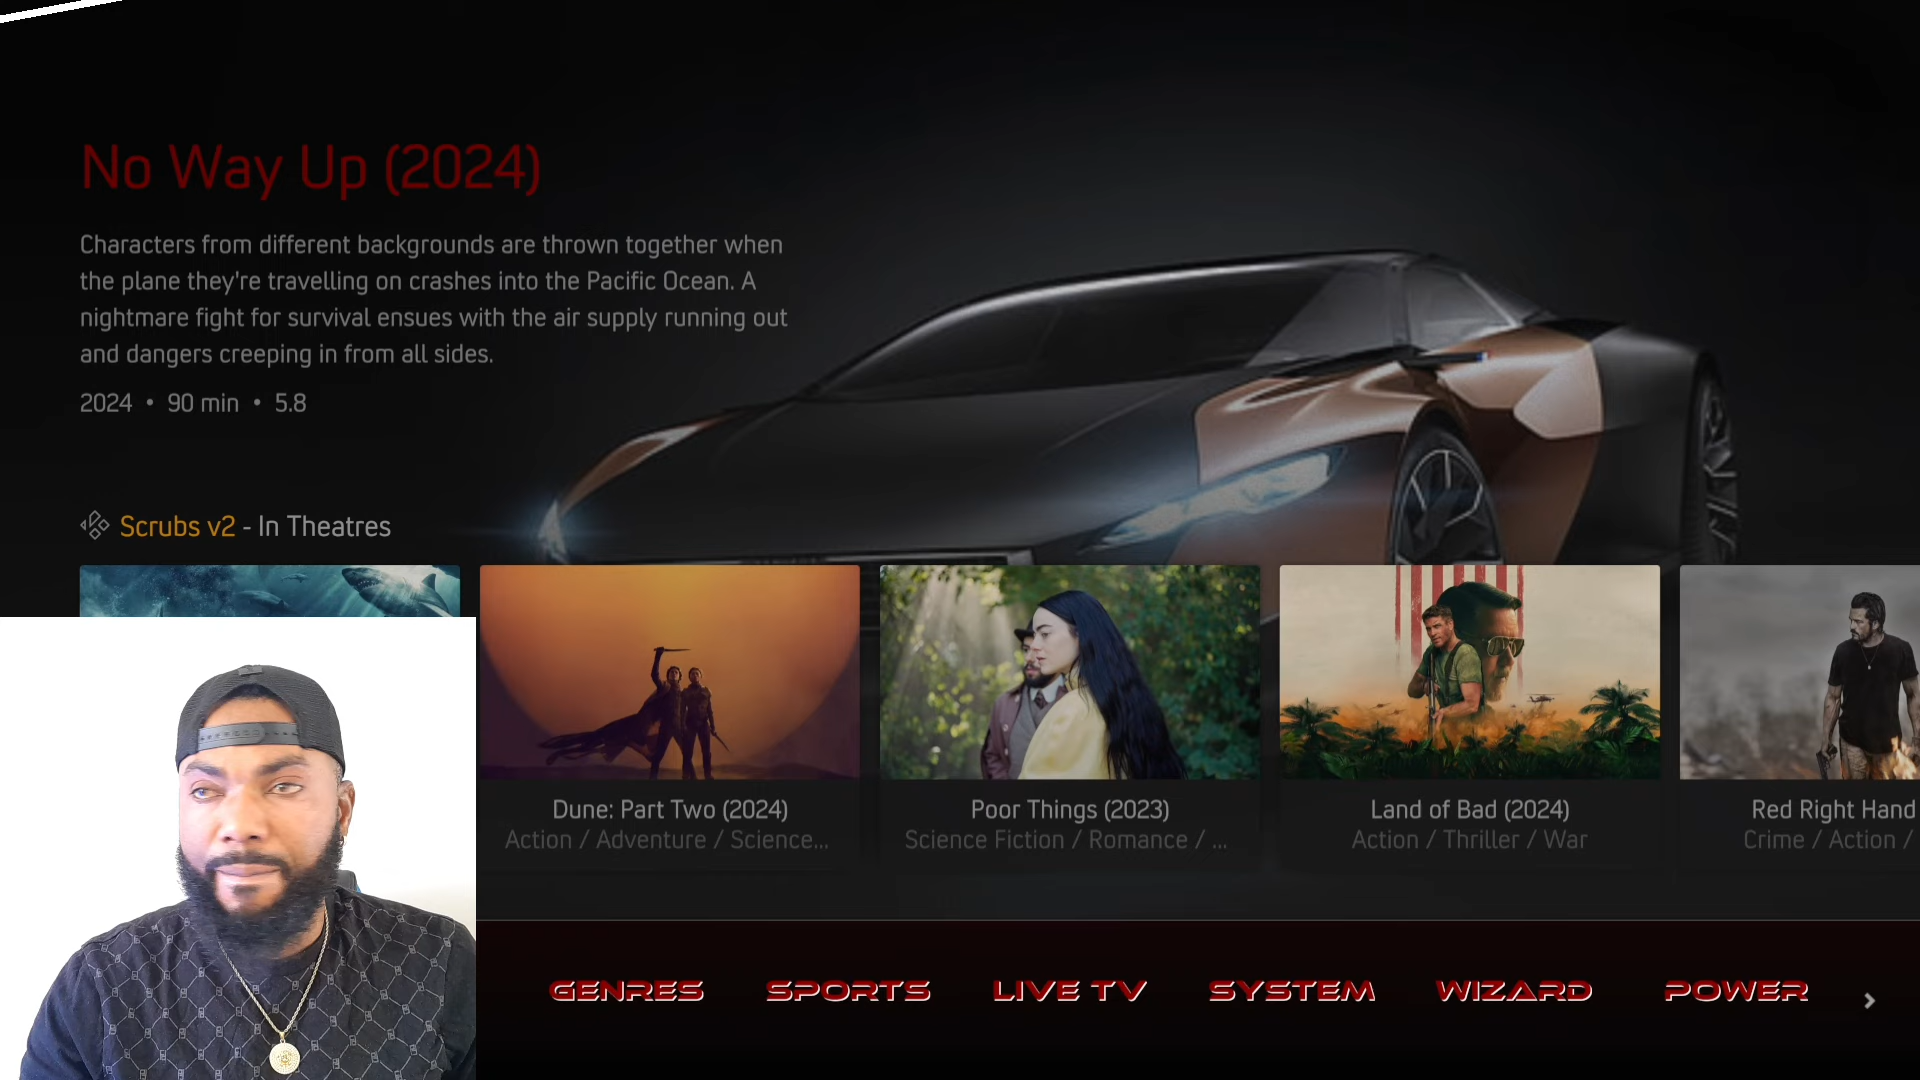 No Way Up (2024)
Characters from different backgrounds are thrown together when
the plane they're travelling on crashes into the Pacific Ocean. A
nightmare fight for survival ensues with the air supply running out
and dangers creeping in from all sides.
2024 • 90 min • 5.8
Scrubs v2 - In Theatres
Dune: Part Two (2024)
Action / Adventure / Science...
Poor Things (2023)
Science Fiction / Romance / ...
Land of Bad (2024)
Action / Thriller / War
Red Right Hand
Crime / Action /
GENRES
SPORTS
LIVE TV
SYSTEM
WIZARD
POWER